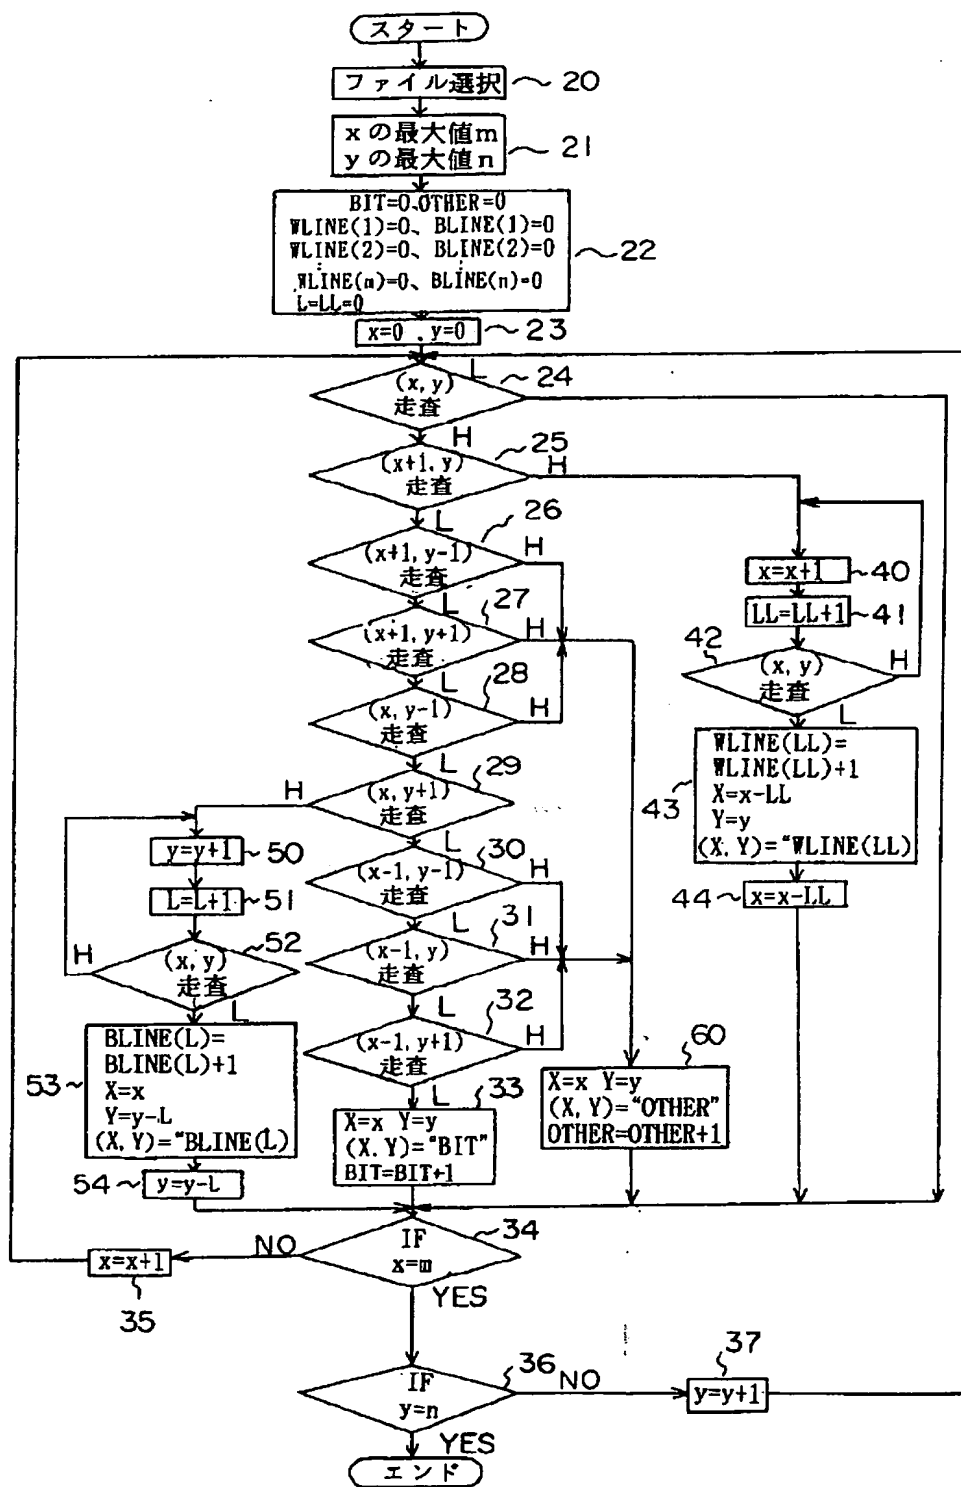 スタート
ファイル選択
20
xの最大値m
yの最大値n
21
BIT=0、OTHER=0
WLINE(1)=0、BLINE(1)=0
WLINE(2)=0、BLINE(2)=0
WLINE(m)=0、BLINE(n)=0
L=LL=0
22
x=0 、y=0
23
(x, y)
走査
L
24
H
(x+1, y)
走査
25
H
L
(x+1, y-1)
走査
26
H
L
(x+1, y+1)
走査
27
H
L
(x, y-1)
走査
28
H
L
(x, y+1)
走査
29
H
L
(x-1, y-1)
走査
30
H
L
(x-1, y)
走査
31
H
L
(x-1, y+1)
走査
32
H
L
X=x Y=y
(X, Y)="BIT"
BIT=BIT+1
33
x=x+1
40
LL=LL+1
41
42
(x, y)
走査
H
L
WLINE(LL)=
WLINE(LL)+1
X=x-LL
Y=y
(X, Y)="WLINE(LL)
43
44
x=x-LL
y=y+1
50
L=L+1
51
52
(x, y)
走査
H
L
BLINE(L)=
BLINE(L)+1
X=x
Y=y-L
(X, Y)="BLINE(L)
53
54
y=y-L
60
X=x Y=y
(X, Y)="OTHER"
OTHER=OTHER+1
IF
x=m
34
NO
x=x+1
35
YES
IF
y=n
36
NO
37
y=y+1
YES
エンド